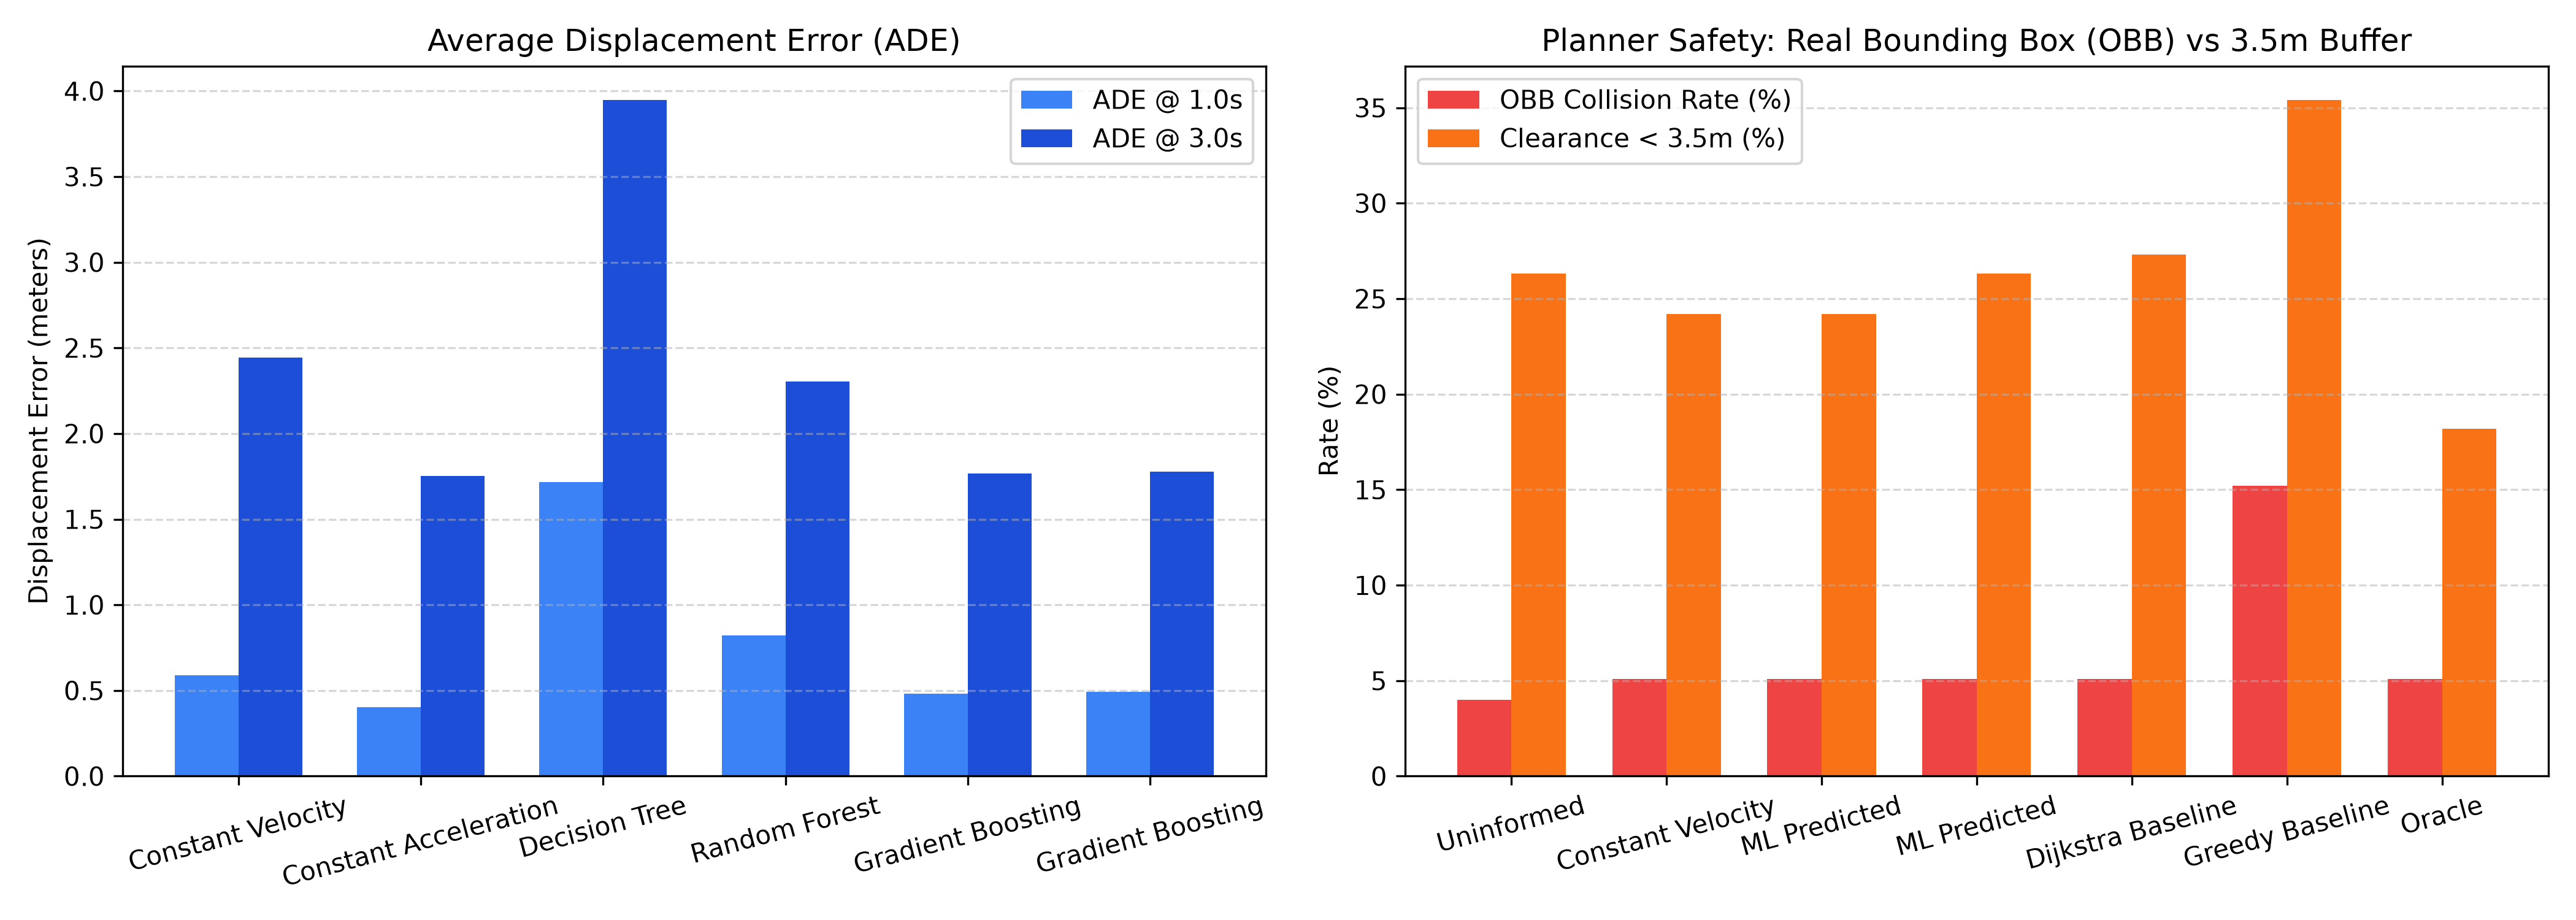 Average Displacement Error (ADE)
Displacement Error (meters)
4.0
3.5
3.0
2.5
2.0
1.5
1.0
0.5
0.0
ADE @ 1.0s
ADE @ 3.0s
Constant Velocity
Constant Acceleration
Decision Tree
Random Forest
Gradient Boosting
Gradient Boosting
Planner Safety: Real Bounding Box (OBB) vs 3.5m Buffer
Rate (%)
35
30
25
20
15
10
5
0
OBB Collision Rate (%)
Clearance < 3.5m (%)
Uninformed
Constant Velocity
ML Predicted
ML Predicted
Dijkstra Baseline
Greedy Baseline
Oracle